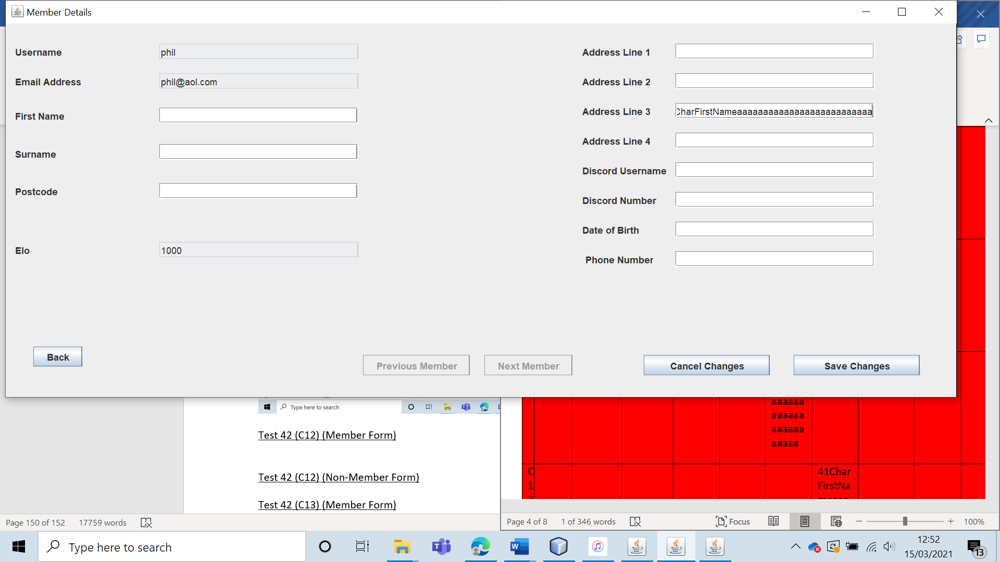 Member Details
Username
phil
Email Address
phil@aol.com
First Name
Surname
Postcode
Elo
1000
Address Line 1
Address Line 2
Address Line 3
CharFirstNameaaaaaaaaaaaaaaaaaaaaaaaaaa
Address Line 4
Discord Username
Discord Number
Date of Birth
Phone Number
Back
Previous Member
Next Member
Cancel Changes
Save Changes
Type here to search
Test 42 (C12) (Member Form)
Test 42 (C12) (Non-Member Form)
Test 42 (C13) (Member Form)
aaaaaa
aaaaaa
aaaaaa
aaaaa
C
1
41Char
FirstNa
Page 150 of 152
17759 words
Page 4 of 8
1 of 346 words
Focus
100%
Type here to search
12:52
15/03/2021
13